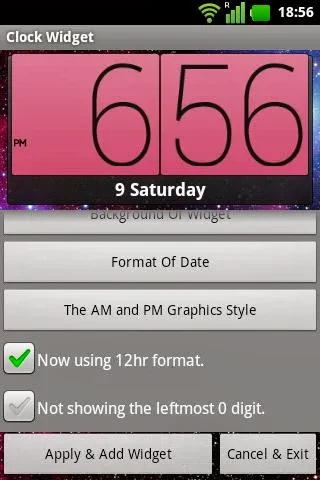 R
18:56
Clock Widget
PM
6 56
9 Saturday
Background Of Widget
Format Of Date
The AM and PM Graphics Style
Now using 12hr format.
Not showing the leftmost 0 digit.
Apply & Add Widget
Cancel & Exit